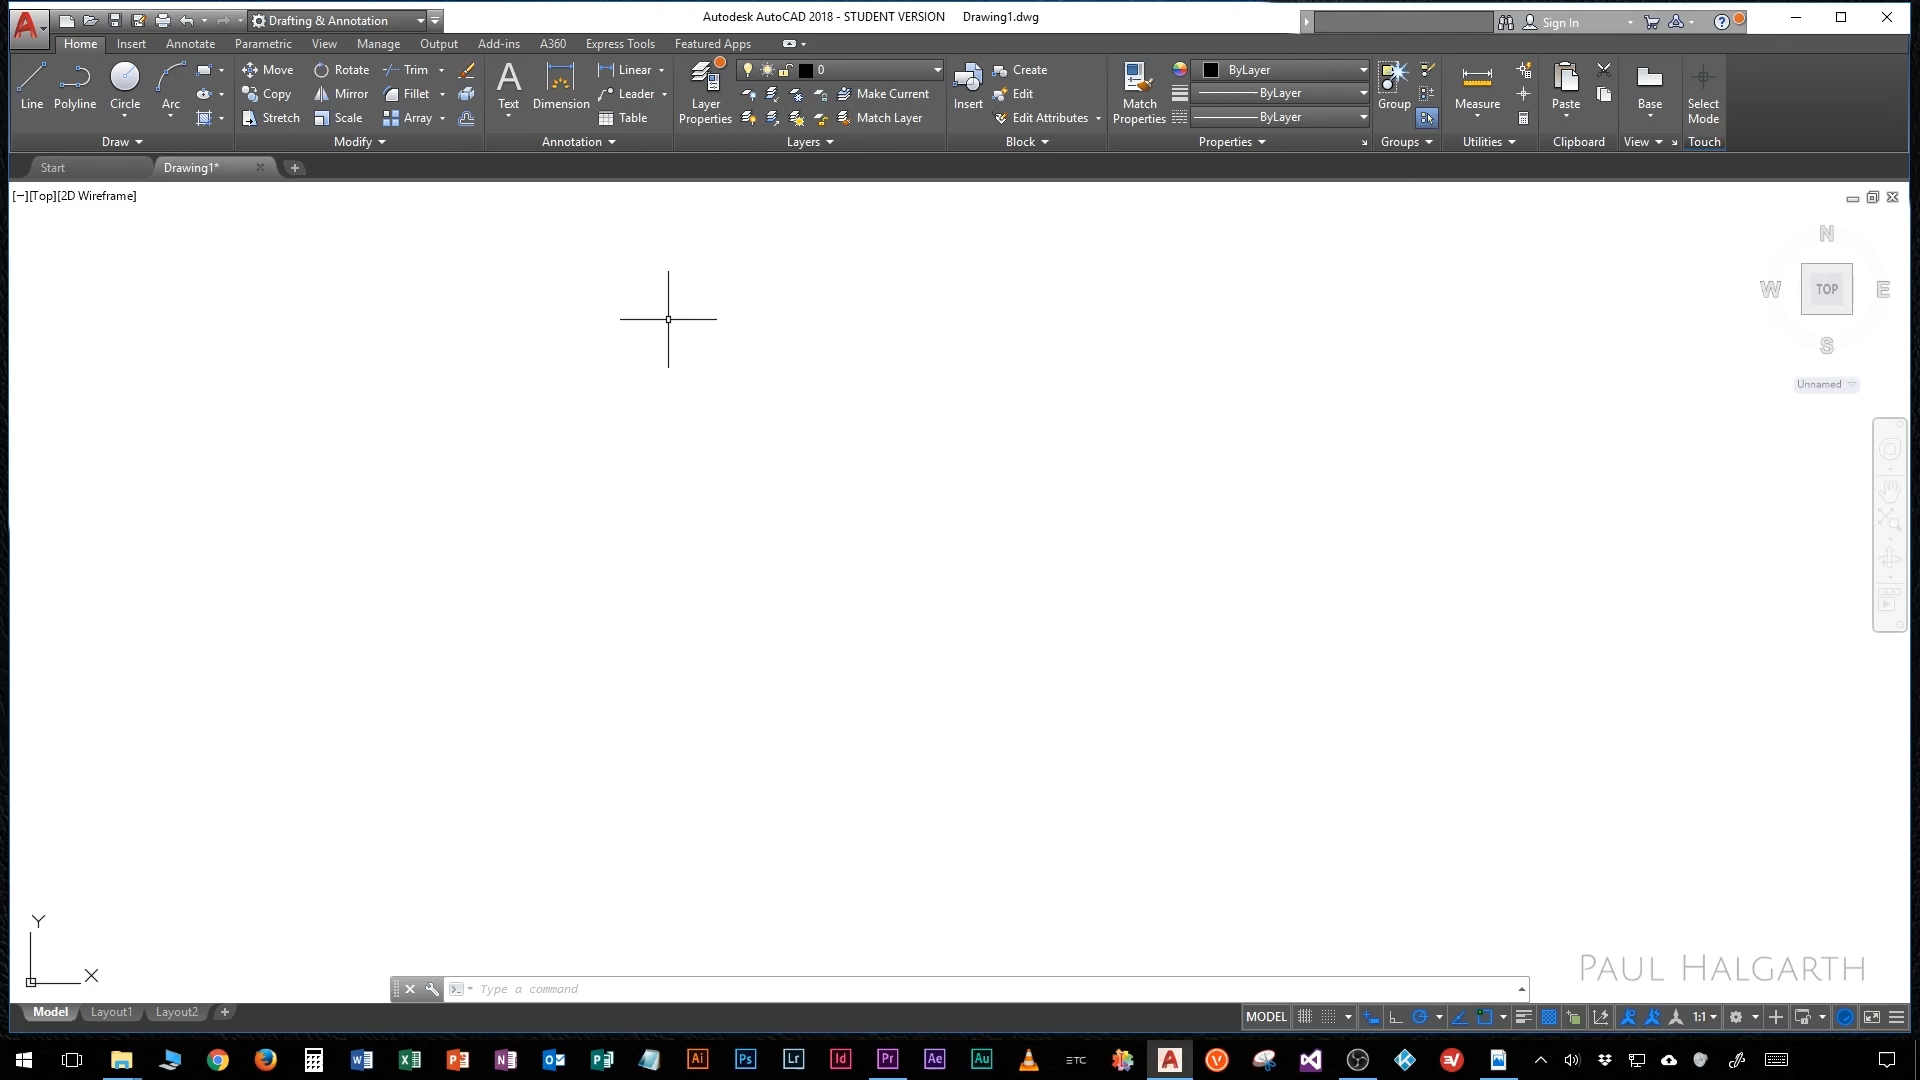 Drafting & Annotation
Autodesk AutoCAD 2018 - STUDENT VERSION Drawing1.dwg
Sign In
Home Insert Annotate Parametric View Manage Output Add-ins A360 Express Tools Featured Apps
Line Polyline Circle Arc
Draw
Move Rotate Trim
Copy Mirror Fillet
Stretch Scale Array
Modify
Text Dimension
Linear
Leader
Table
Annotation
Layer Properties
0
Make Current
Match Layer
Layers
Insert
Create
Edit
Edit Attributes
Block
Match Properties
ByLayer
ByLayer
ByLayer
Properties
Group
Groups
Measure
Utilities
Paste
Clipboard
Base
View
Select Mode
Touch
Start Drawing1*
[−][Top][2D Wireframe]
N
W TOP E
S
Unnamed
Y
X
PAUL HALGARTH
Type a command
Model Layout1 Layout2
MODEL 1:1
ETC